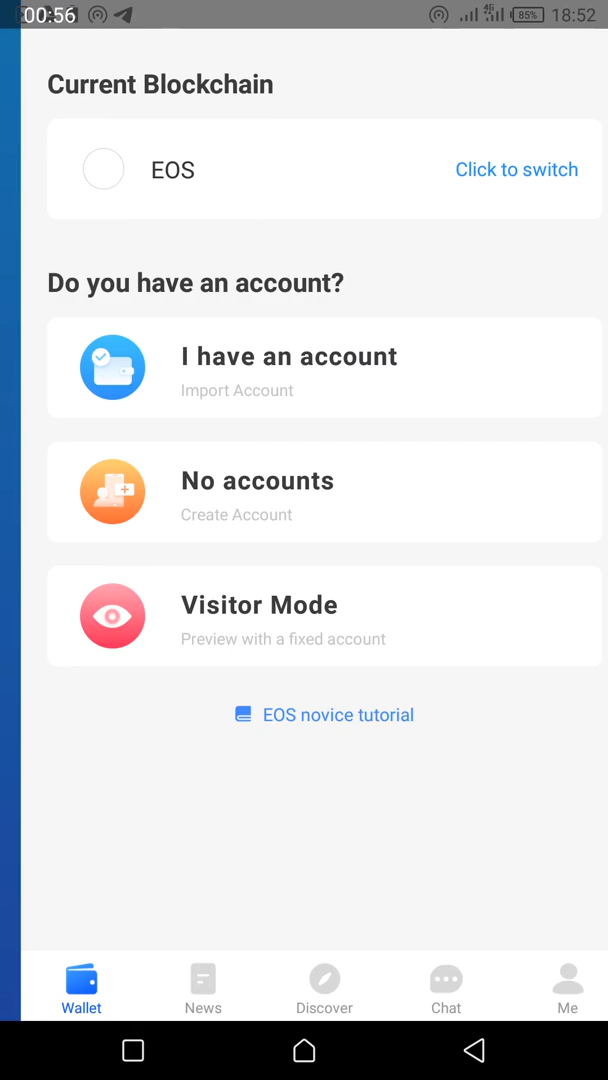 00:56
4G
85%
18:52
Current Blockchain
EOS
Click to switch
Do you have an account?
I have an account
Import Account
No accounts
Create Account
Visitor Mode
Preview with a fixed account
EOS novice tutorial
Wallet
News
Discover
Chat
Me